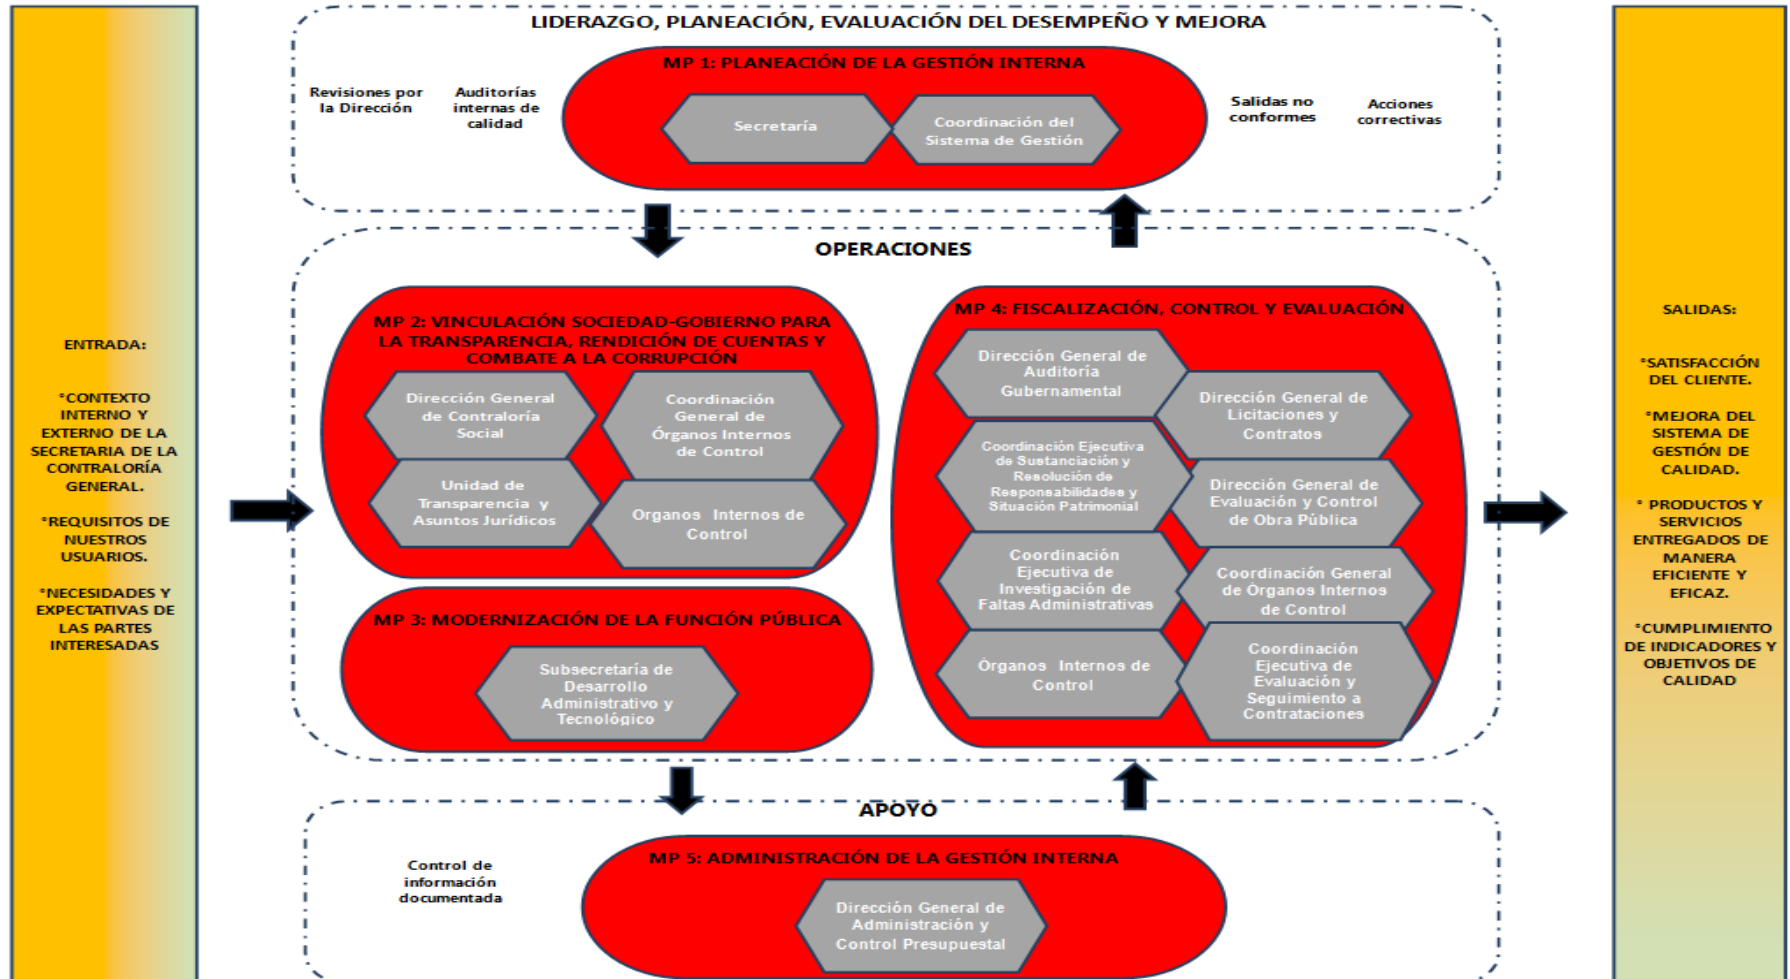 LIDERAZGO, PLANEACIÓN, EVALUACIÓN DEL DESEMPEÑO Y MEJORA
MP 1: PLANEACIÓN DE LA GESTIÓN INTERNA
Revisiones por
la Dirección
Auditorías
internas de
calidad
Secretaría
Coordinación del
Sistema de Gestión
Salidas no
conformes
Acciones
correctivas
OPERACIONES
ENTRADA:
°CONTEXTO
INTERNO Y
EXTERNO DE LA
SECRETARIA DE LA
CONTRALORÍA
GENERAL.
°REQUISITOS DE
NUESTROS
USUARIOS.
°NECESIDADES Y
EXPECTATIVAS DE
LAS PARTES
INTERESADAS
MP 2: VINCULACIÓN SOCIEDAD-GOBIERNO PARA
LA TRANSPARENCIA, RENDICIÓN DE CUENTAS Y
COMBATE A LA CORRUPCIÓN
Dirección General
de Contraloría
Social
Coordinación
General de
Órganos Internos
de Control
Unidad de
Transparencia y
Asuntos Jurídicos
Organos Internos de
Control
MP 3: MODERNIZACIÓN DE LA FUNCIÓN PÚBLICA
Subsecretaría de
Desarrollo
Administrativo y
Tecnológico
MP 4: FISCALIZACIÓN, CONTROL Y EVALUACIÓN
Dirección General de
Auditoría
Gubernamental
Dirección General de
Licitaciones y
Contratos
Coordinación Ejecutiva
de Sustanciación y
Resolución de
Responsabilidades y
Situación Patrimonial
Dirección General de
Evaluación y Control
de Obra Pública
Coordinación
Ejecutiva de
Investigación de
Faltas Administrativas
Coordinación General
de Órganos Internos
de Control
Órganos Internos de
Control
Coordinación
Ejecutiva de
Evaluación y
Seguimiento a
Contrataciones
SALIDAS:
°SATISFACCIÓN
DEL CLIENTE.
°MEJORA DEL
SISTEMA DE
GESTIÓN DE
CALIDAD.
° PRODUCTOS Y
SERVICIOS
ENTREGADOS DE
MANERA
EFICIENTE Y
EFICAZ.
°CUMPLIMIENTO
DE INDICADORES Y
OBJETIVOS DE
CALIDAD
APOYO
MP 5: ADMINISTRACIÓN DE LA GESTIÓN INTERNA
Control de
información
documentada
Dirección General de
Administración y
Control Presupuestal